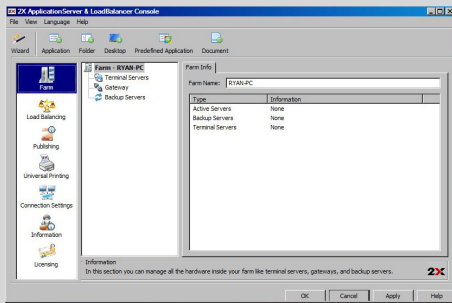 2X ApplicationServer & LoadBalancer Console
File View Language Help
Wizard Application Folder Desktop Predefined Application Document
Farm
Load Balancing
Publishing
Universal Printing
Connection Settings
Information
Licensing
Farm - RYAN-PC
Terminal Servers
Gateway
Backup Servers
Farm Info
Farm Name: RYAN-PC
Type Information
Active Servers None
Backup Servers None
Terminal Servers None
Information
In this section you can manage all the hardware inside your farm like terminal servers, gateways, and backup servers.
2X
OK Cancel Apply Help